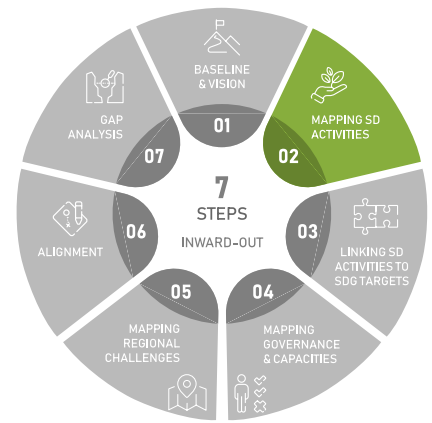 BASELINE
& VISION
01
MAPPING SD
ACTIVITIES
02
LINKING SD
ACTIVITIES TO
SDG TARGETS
03
MAPPING
GOVERNANCE
& CAPACITIES
04
MAPPING
REGIONAL
CHALLENGES
05
ALIGNMENT
06
GAP
ANALYSIS
07
7
STEPS
INWARD-OUT